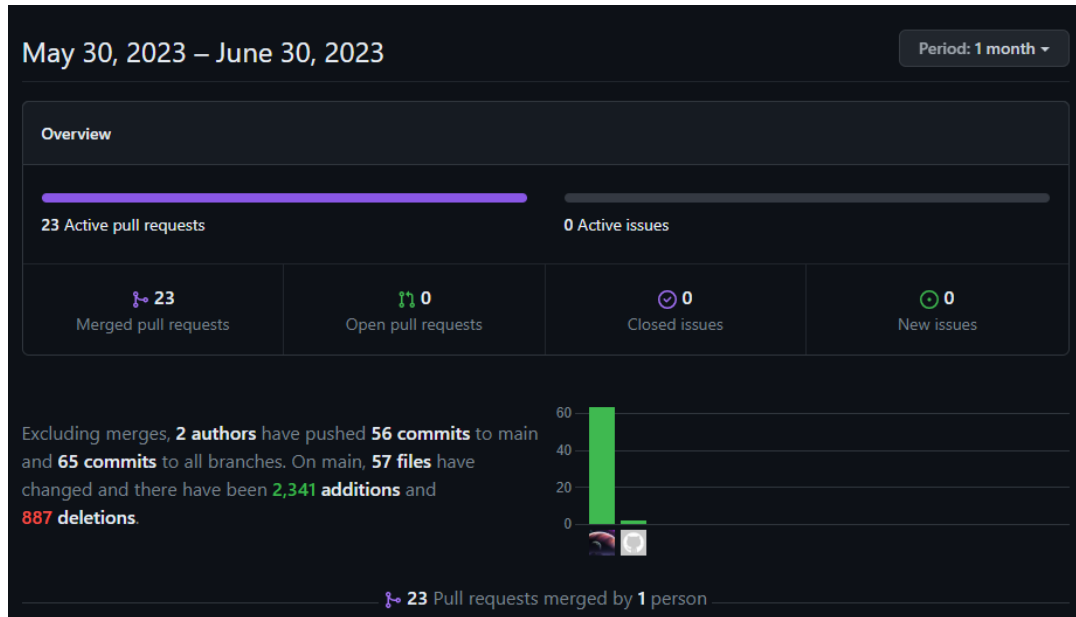 May 30, 2023 – June 30, 2023
Period: 1 month
Overview
23 Active pull requests
0 Active issues
23
Merged pull requests
0
Open pull requests
0
Closed issues
0
New issues
Excluding merges, 2 authors have pushed 56 commits to main
and 65 commits to all branches. On main, 57 files have
changed and there have been 2,341 additions and
887 deletions.
60
40
20
0
23 Pull requests merged by 1 person